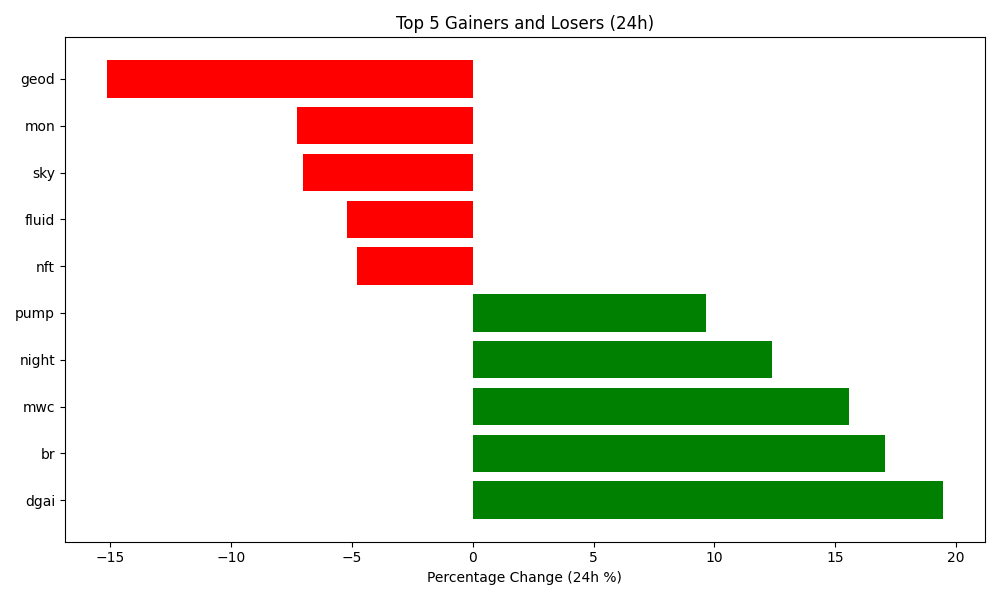 Top 5 Gainers and Losers (24h)
geod
mon
sky
fluid
nft
pump
night
mwc
br
dgai
−15 −10 −5 0 5 10 15 20
Percentage Change (24h %)